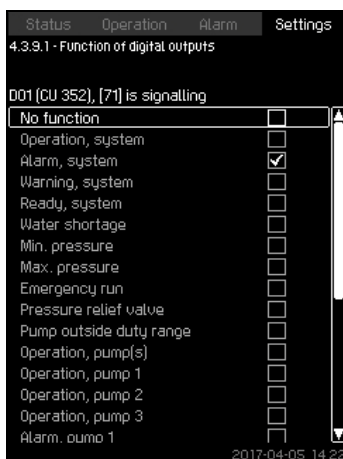 Status Operation Alarm Settings
4.3.9.1 - Function of digital outputs
DO1 (CU 352), [71] is signalling
No function
Operation, system
Alarm, system
Warning, system
Ready, system
Water shortage
Min. pressure
Max. pressure
Emergency run
Pressure relief valve
Pump outside duty range
Operation, pump(s)
Operation, pump 1
Operation, pump 2
Operation, pump 3
Alarm, pump 1
2017-04-05 14:22